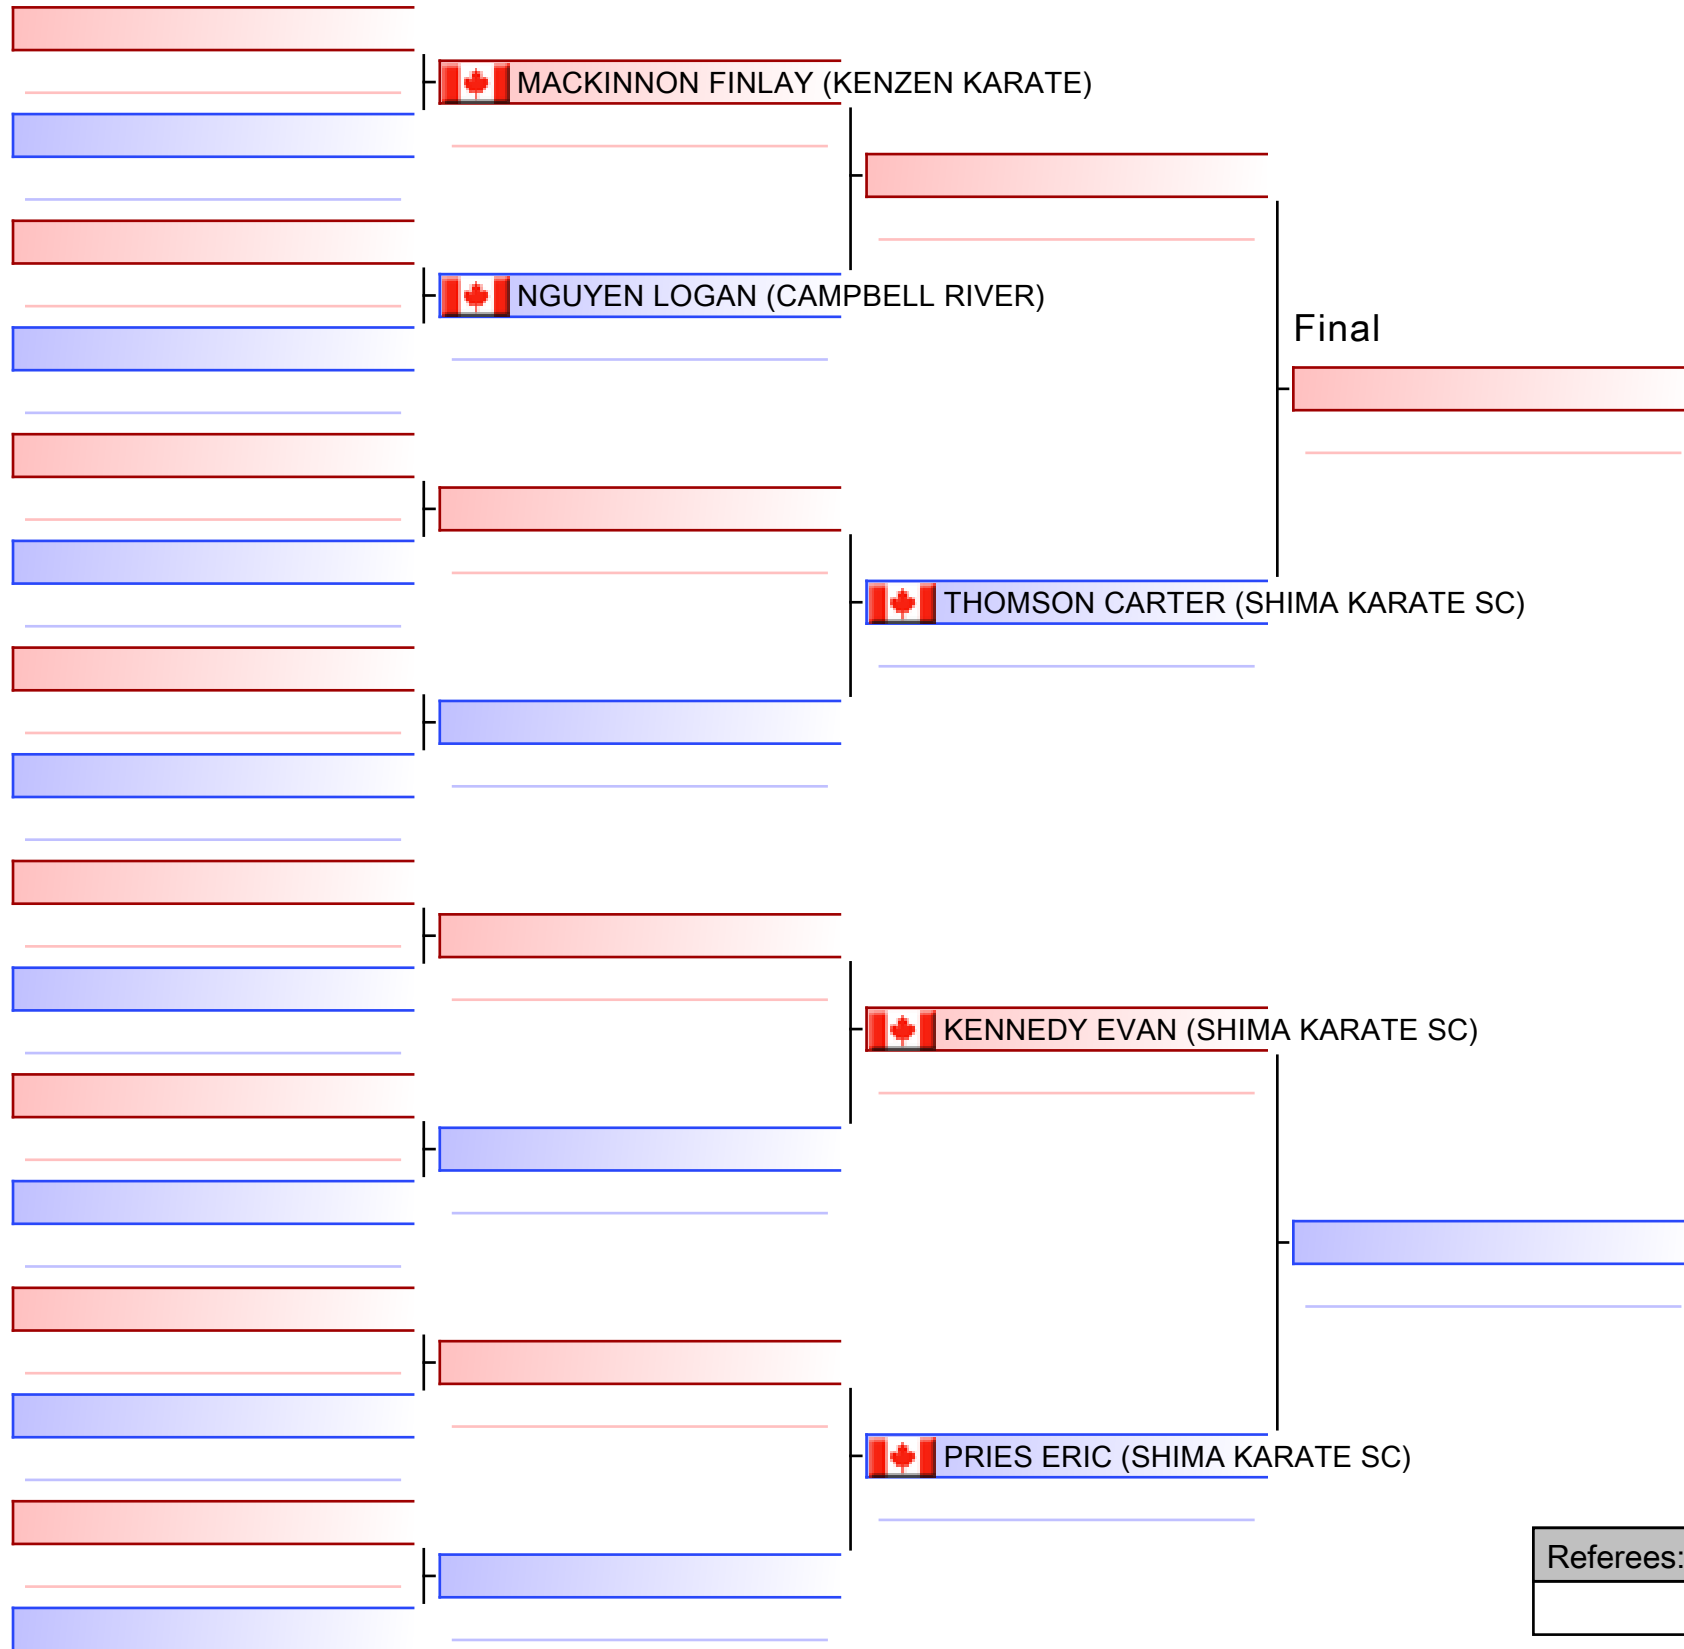 MACKINNON FINLAY (KENZEN KARATE)
NGUYEN LOGAN (CAMPBELL RIVER)
Final
THOMSON CARTER (SHIMA KARATE SC)
KENNEDY EVAN (SHIMA KARATE SC)
PRIES ERIC (SHIMA KARATE SC)
Referees: